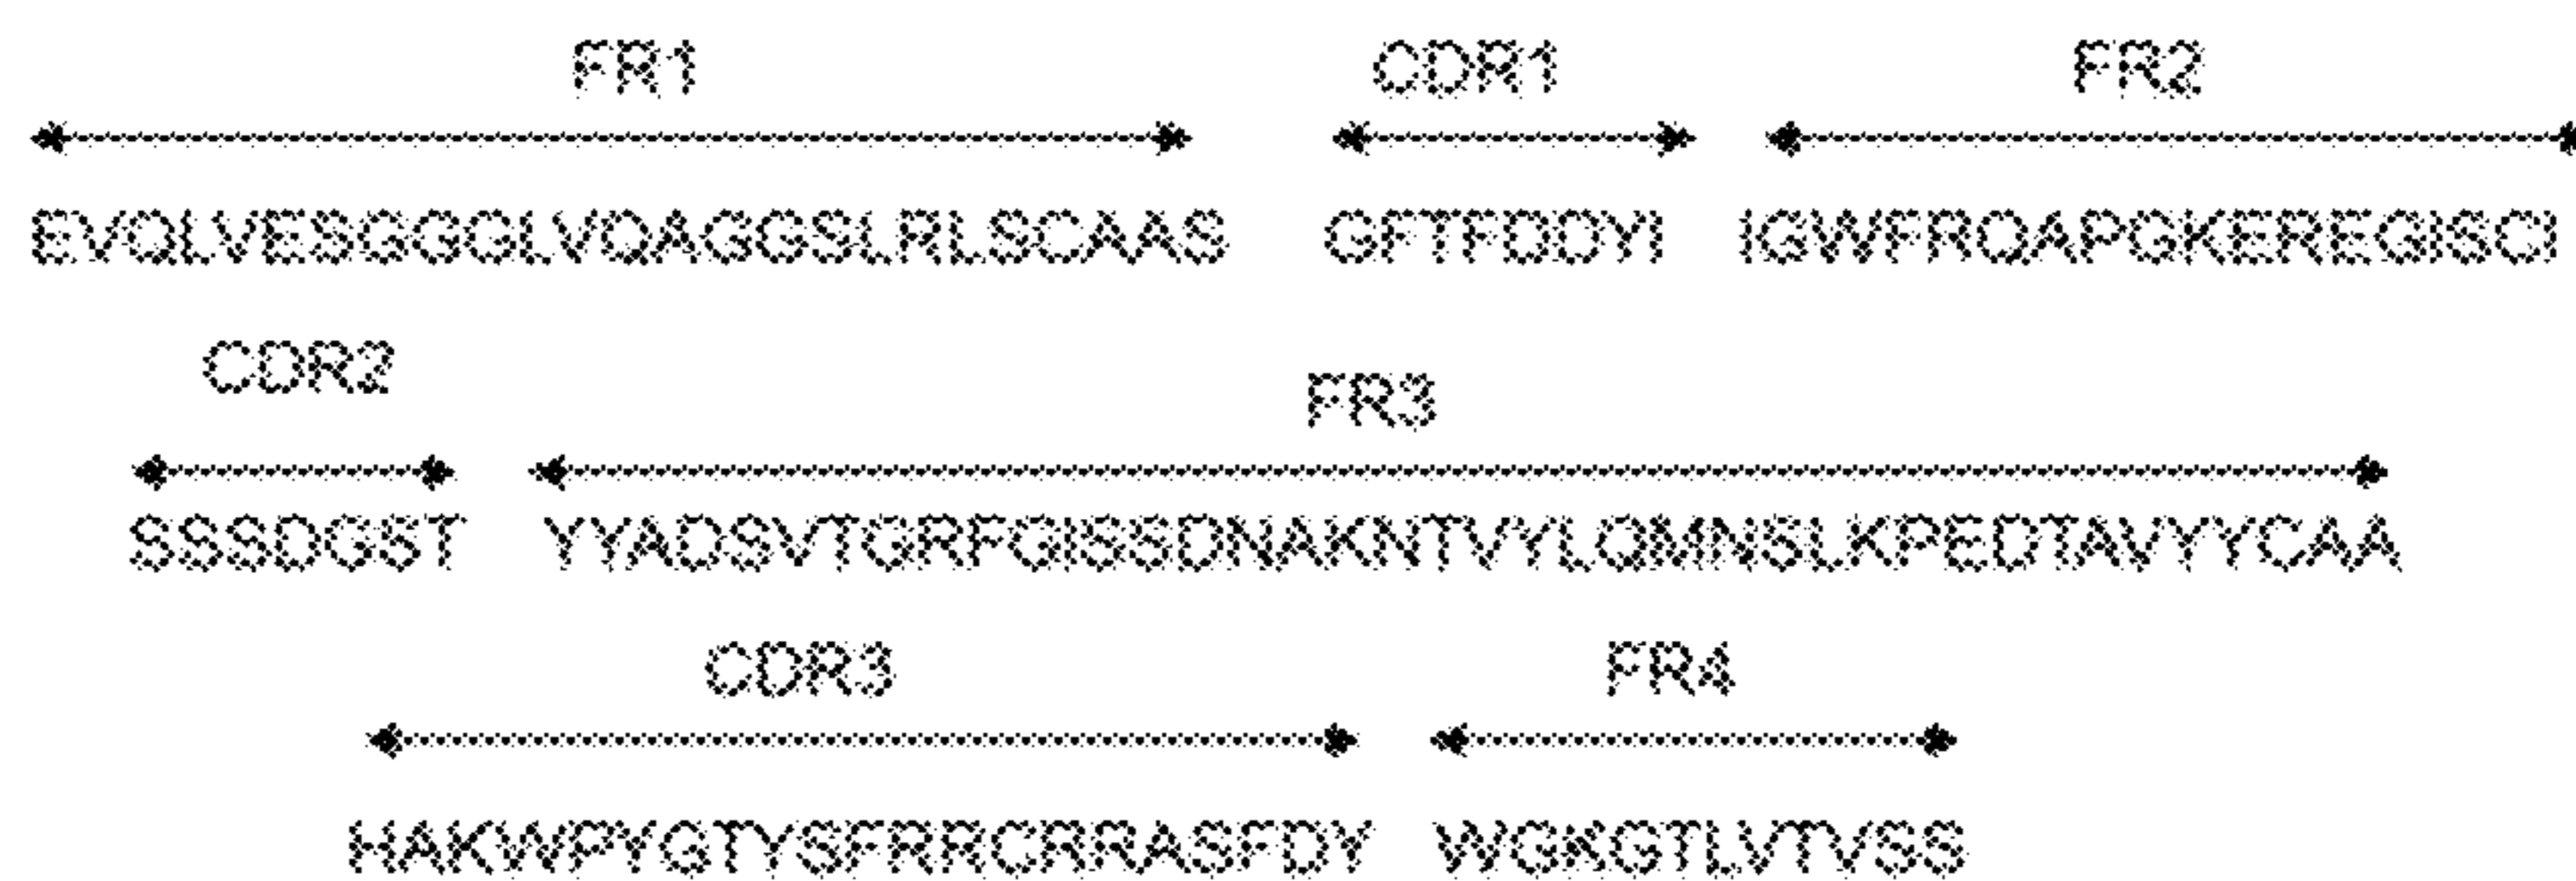 FR1 CDR1 FR2
EVQLVESGGGLVQAGGSLRLSCAAS GFTFDDYI IGWFRQAPGKEREGISCI
CDR2 FR3
SSSDGST YYADSVTGRFGISSDNAKNTVYLQMNSLKPEDTAVYYCAA
CDR3 FR4
HAKWPYGTYSFRRCRRASFDY WGKGTLVTVSS